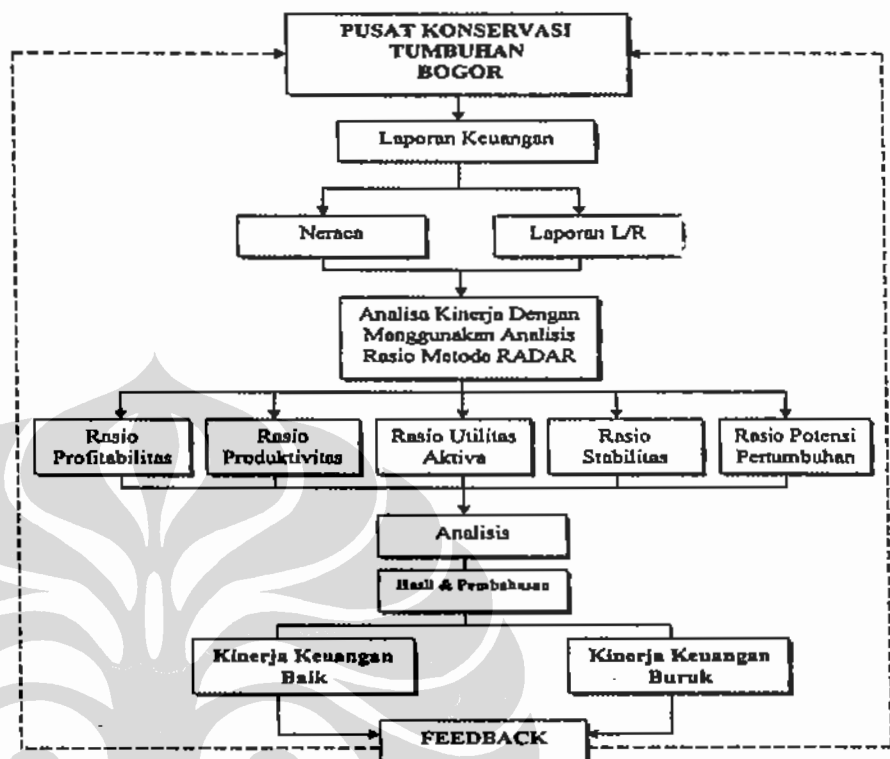 PUSAT KONSERVASI
TUMBUHAN
BOGOR
Laporan Keuangan
Neraca
Laporan L/R
Analisa Kinerja Dengan
Menggunakan Analisis
Rasio Metode RADAR
Rasio
Profitabilitas
Rasio
Produktivitas
Rasio Utilitas
Aktiva
Rasio
Stabilitas
Rasio Potensi
Pertumbuhan
Analisis
Hasil & Pembahasan
Kinerja Keuangan
Baik
Kinerja Keuangan
Buruk
FEEDBACK